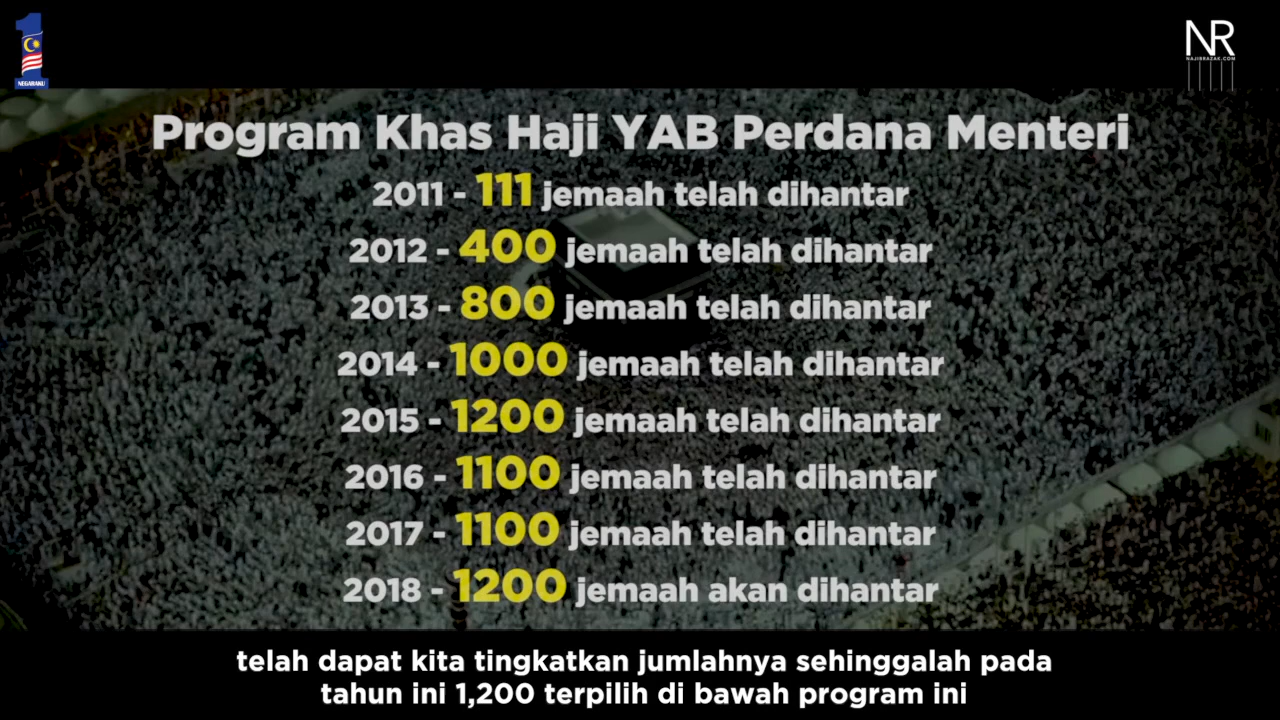 1
NEGARAKU
NR
NAJIBRAZAK.COM
Program Khas Haji YAB Perdana Menteri
2011 - 111 jemaah telah dihantar
2012 - 400 jemaah telah dihantar
2013 - 800 jemaah telah dihantar
2014 - 1000 jemaah telah dihantar
2015 - 1200 jemaah telah dihantar
2016 - 1100 jemaah telah dihantar
2017 - 1100 jemaah telah dihantar
2018 - 1200 jemaah akan dihantar
telah dapat kita tingkatkan jumlahnya sehinggalah pada
tahun ini 1,200 terpilih di bawah program ini